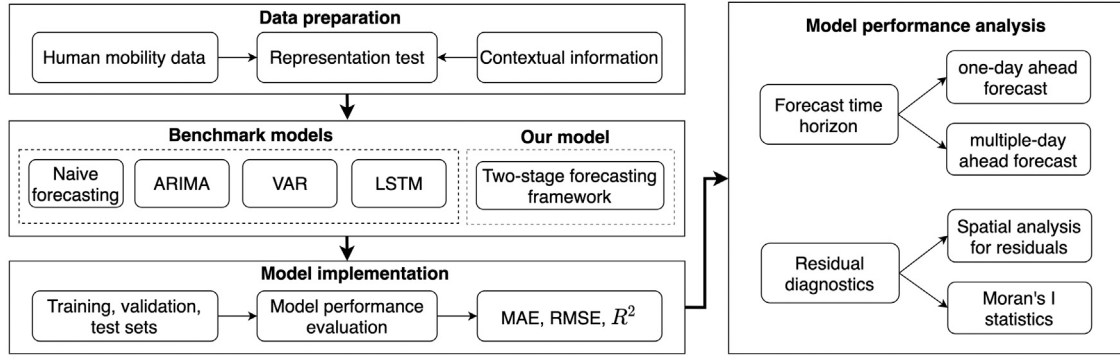 Data preparation
Human mobility data
Representation test
Contextual information
Benchmark models
Our model
Naive
forecasting
ARIMA
VAR
LSTM
Two-stage forecasting
framework
Model implementation
Training, validation,
test sets
Model performance
evaluation
MAE, RMSE, R²
Model performance analysis
Forecast time
horizon
one-day ahead
forecast
multiple-day
ahead forecast
Residual
diagnostics
Spatial analysis
for residuals
Moran's I
statistics